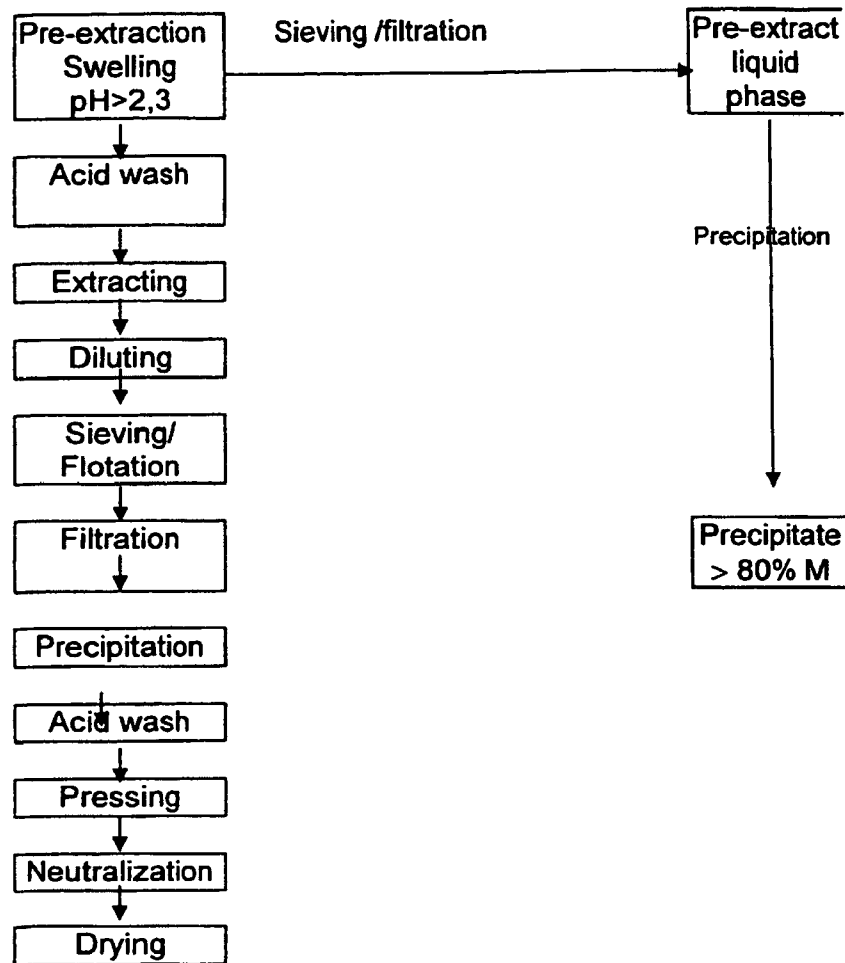 Pre-extraction
Swelling
pH>2,3
Sieving /filtration
Pre-extract
liquid
phase
Acid wash
Precipitation
Extracting
Diluting
Sieving/
Flotation
Filtration
Precipitate
> 80% M
Precipitation
Acid wash
Pressing
Neutralization
Drying